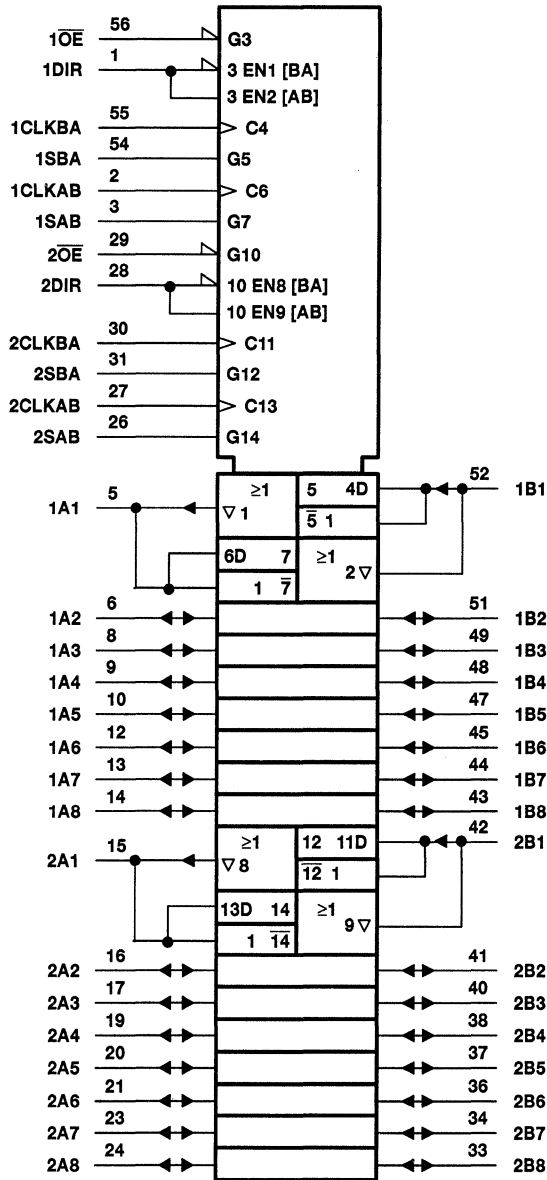 56
1O̅E̅ G3
1
1DIR 3 EN1 [BA]
3 EN2 [AB]
55
1CLKBA C4
54
1SBA G5
2
1CLKAB C6
3
1SAB G7
29
2O̅E̅ G10
28
2DIR 10 EN8 [BA]
10 EN9 [AB]
30
2CLKBA C11
31
2SBA G12
27
2CLKAB C13
26
2SAB G14
5 ≥1 5 4D 52
1A1 ▽ 1 5̅ 1 1B1
6D 7 ≥1
1 7̅ 2 ▽
6 51
1A2 1B2
8 49
1A3 1B3
9 48
1A4 1B4
10 47
1A5 1B5
12 45
1A6 1B6
13 44
1A7 1B7
14 43
1A8 1B8
15 ≥1 12 11D 42
2A1 ▽ 8 1̅2̅ 1 2B1
13D 14 ≥1
1 1̅4̅ 9 ▽
16 41
2A2 2B2
17 40
2A3 2B3
19 38
2A4 2B4
20 37
2A5 2B5
21 36
2A6 2B6
23 34
2A7 2B7
24 33
2A8 2B8